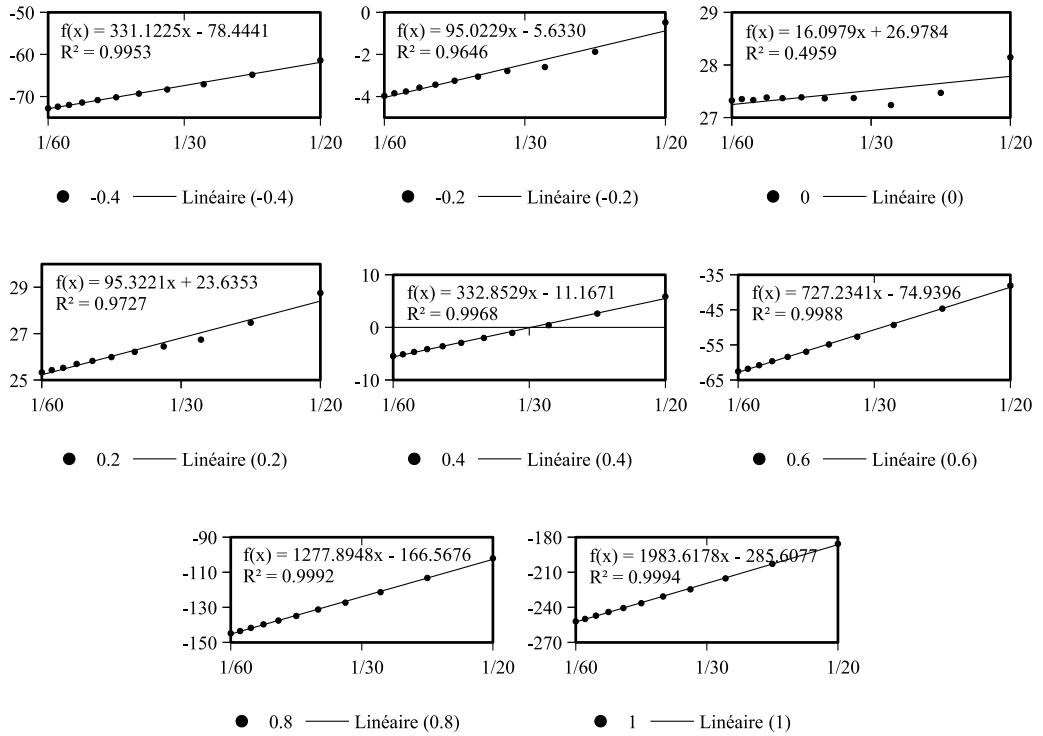 -50
-60
-70
f(x) = 331.1225x - 78.4441
R² = 0.9953
1/60
1/30
1/20
-0.4
Linéaire (-0.4)
0
-2
-4
f(x) = 95.0229x - 5.6330
R² = 0.9646
1/60
1/30
1/20
-0.2
Linéaire (-0.2)
29
28
27
f(x) = 16.0979x + 26.9784
R² = 0.4959
1/60
1/30
1/20
0
Linéaire (0)
29
27
25
f(x) = 95.3221x + 23.6353
R² = 0.9727
1/60
1/30
1/20
0.2
Linéaire (0.2)
10
0
-10
f(x) = 332.8529x - 11.1671
R² = 0.9968
1/60
1/30
1/20
0.4
Linéaire (0.4)
-35
-45
-55
-65
f(x) = 727.2341x - 74.9396
R² = 0.9988
1/60
1/30
1/20
0.6
Linéaire (0.6)
-90
-110
-130
-150
f(x) = 1277.8948x - 166.5676
R² = 0.9992
1/60
1/30
1/20
0.8
Linéaire (0.8)
-180
-210
-240
-270
f(x) = 1983.6178x - 285.6077
R² = 0.9994
1/60
1/30
1/20
1
Linéaire (1)